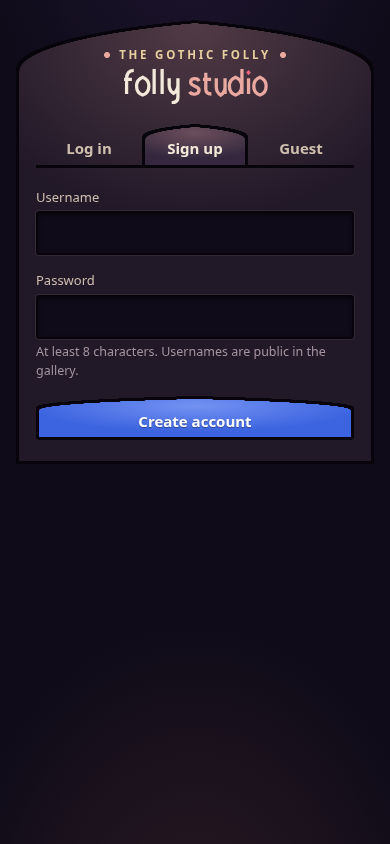 THE GOTHIC FOLLY
folly studio
Log in Sign up Guest
Username
Password
At least 8 characters. Usernames are public in the
gallery.
Create account